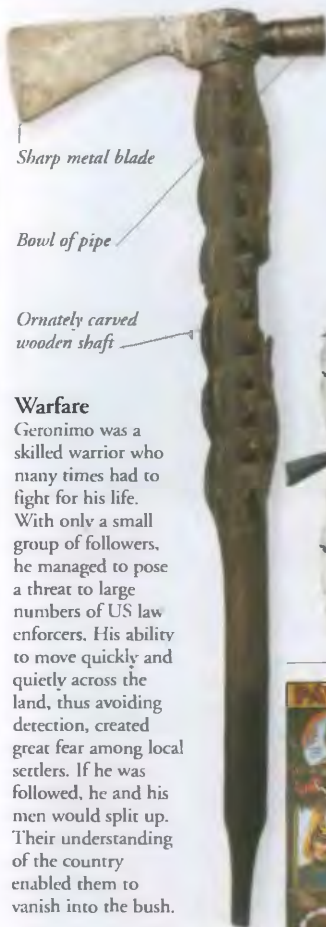 Sharp metal blade
Bowl of pipe
Ornately carved
wooden shaft
Warfare
Geronimo was a
skilled warrior who
many times had to
fight for his life.
With only a small
group of followers,
he managed to pose
a threat to large
numbers of US law
enforcers. His ability
to move quickly and
quietly across the
land, thus avoiding
detection, created
great fear among local
settlers. If he was
followed, he and his
men would split up.
Their understanding
of the country
enabled them to
vanish into the bush.